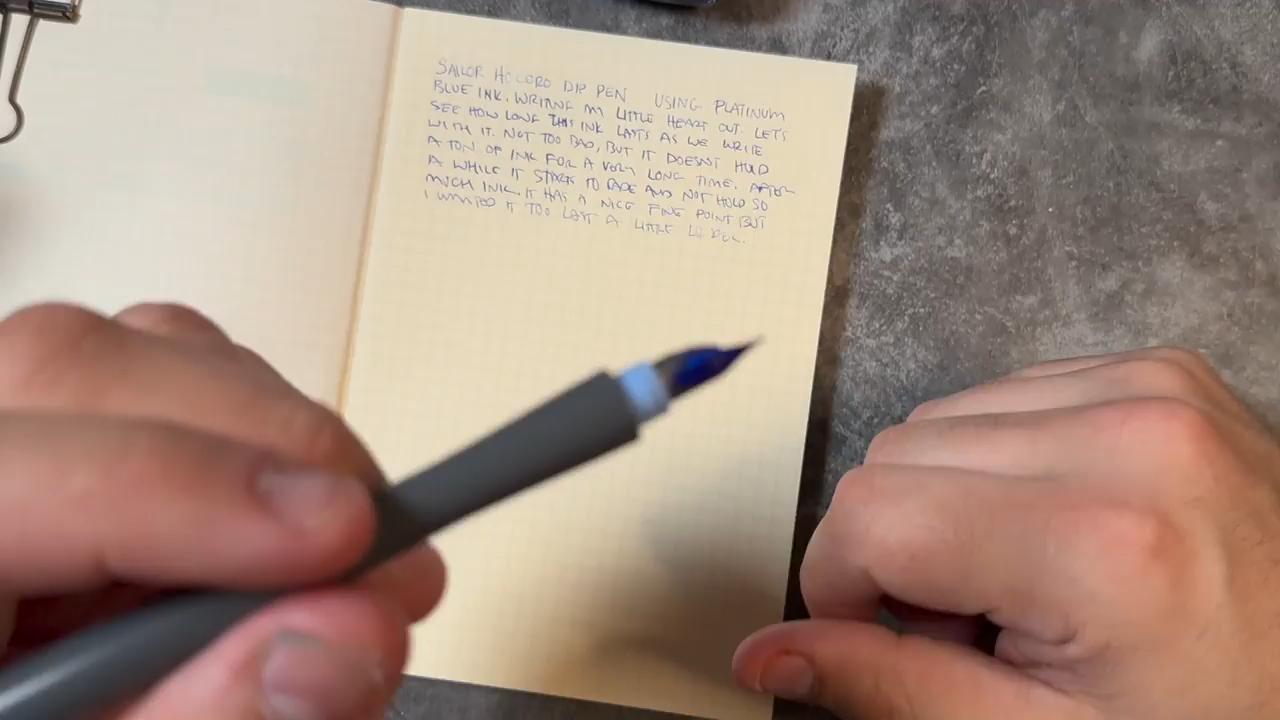 SAILOR HOCORO DIP PEN USING PLATINUM
BLUE INK. WRITING MY LITTLE HEART OUT. LET'S
SEE HOW LONG THIS INK LASTS AS WE WRITE
WITH IT. NOT TOO BAD, BUT IT DOESN'T HOLD
A TON OF INK FOR A VERY LONG TIME. AFTER
A WHILE IT STARTS TO FADE AND NOT HOLD SO
MUCH INK. IT HAS A NICE FINE POINT BUT
I WANTED IT TOO LAST A LITTLE